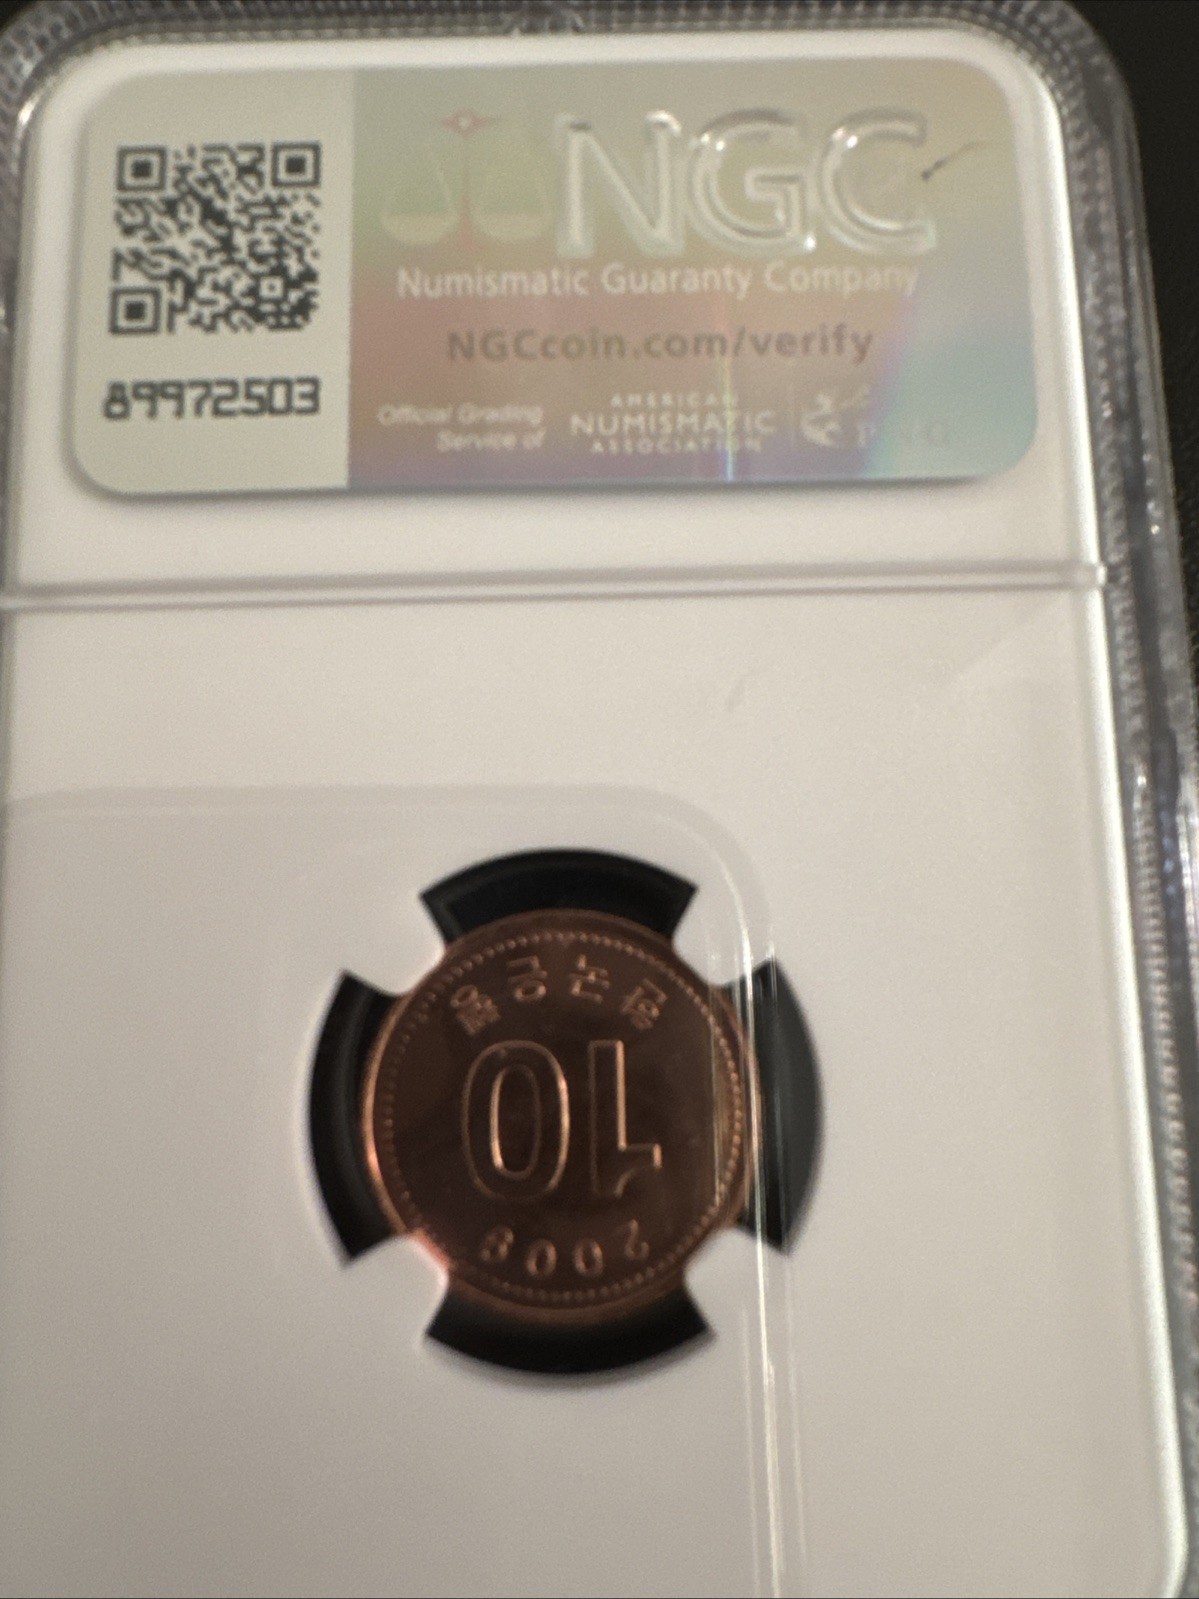 NGC
Numismatic Guaranty Company
NGCcoin.com/verify
89972503
Official Grading
Service of
AMERICAN
NUMISMATIC
ASSOCIATION
PNG
2008
10
한국은행